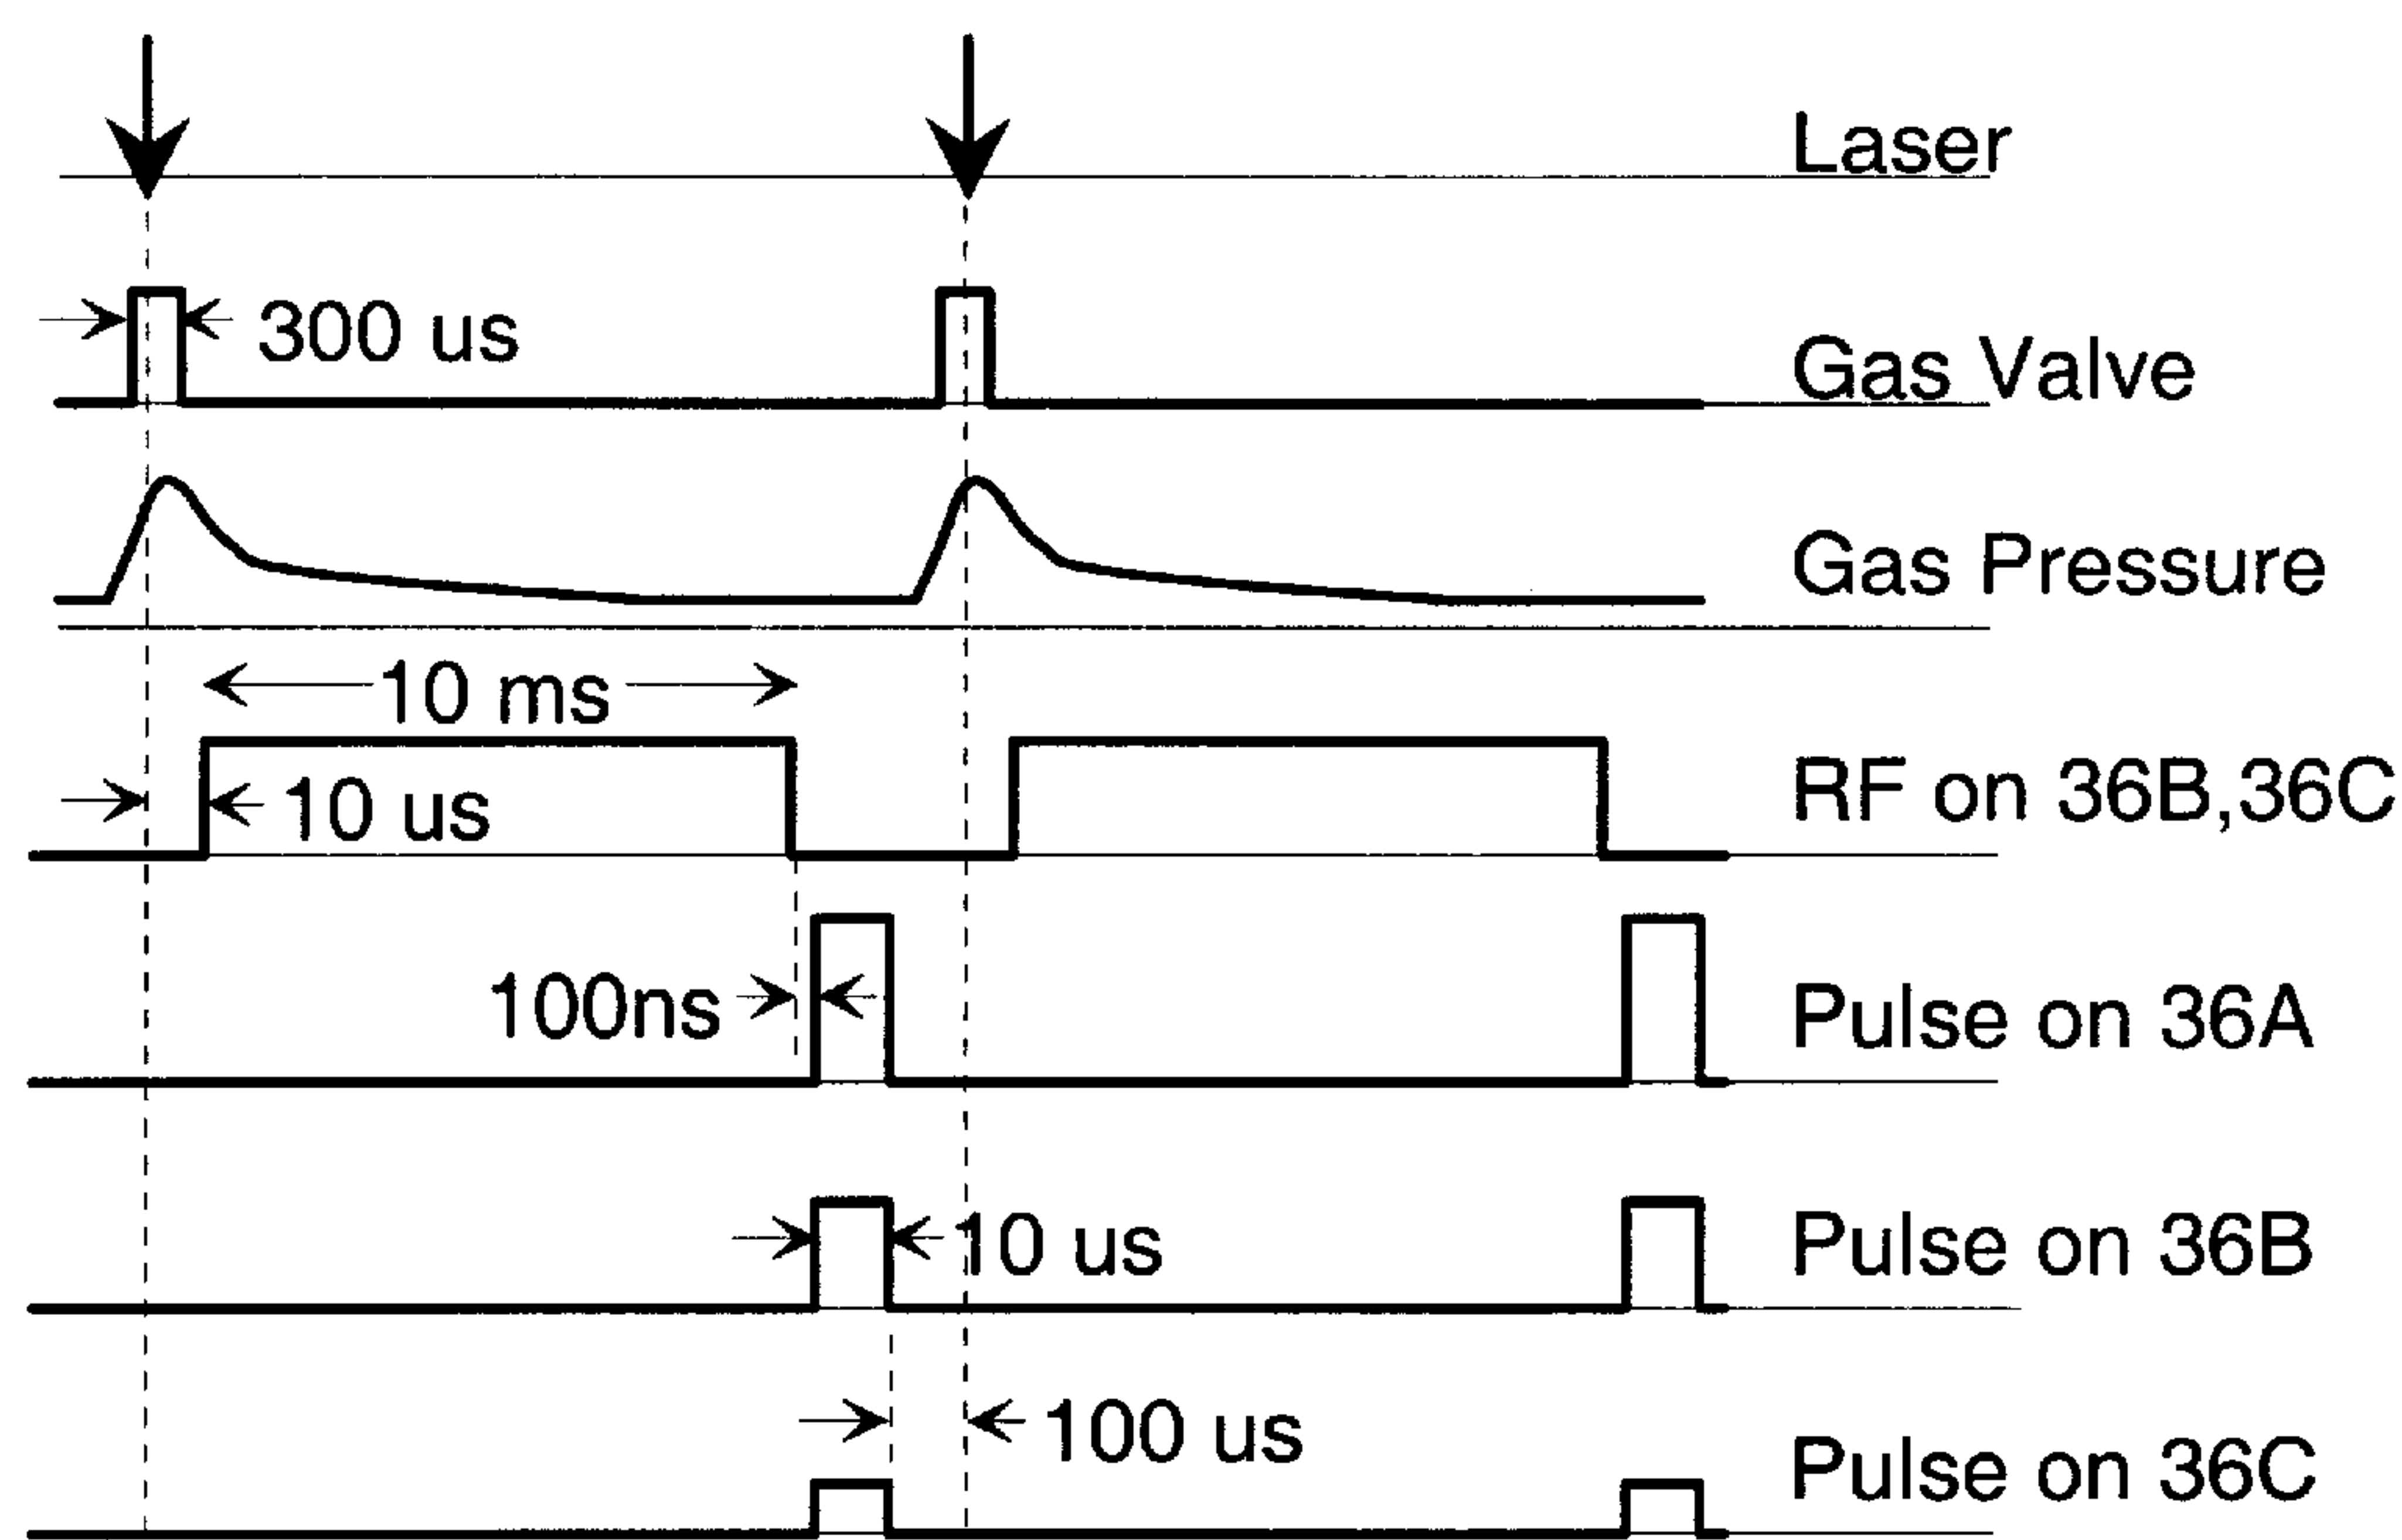 Laser
300 us
Gas Valve
Gas Pressure
10 ms
10 us
RF on 36B,36C
100ns
Pulse on 36A
10 us
Pulse on 36B
100 us
Pulse on 36C